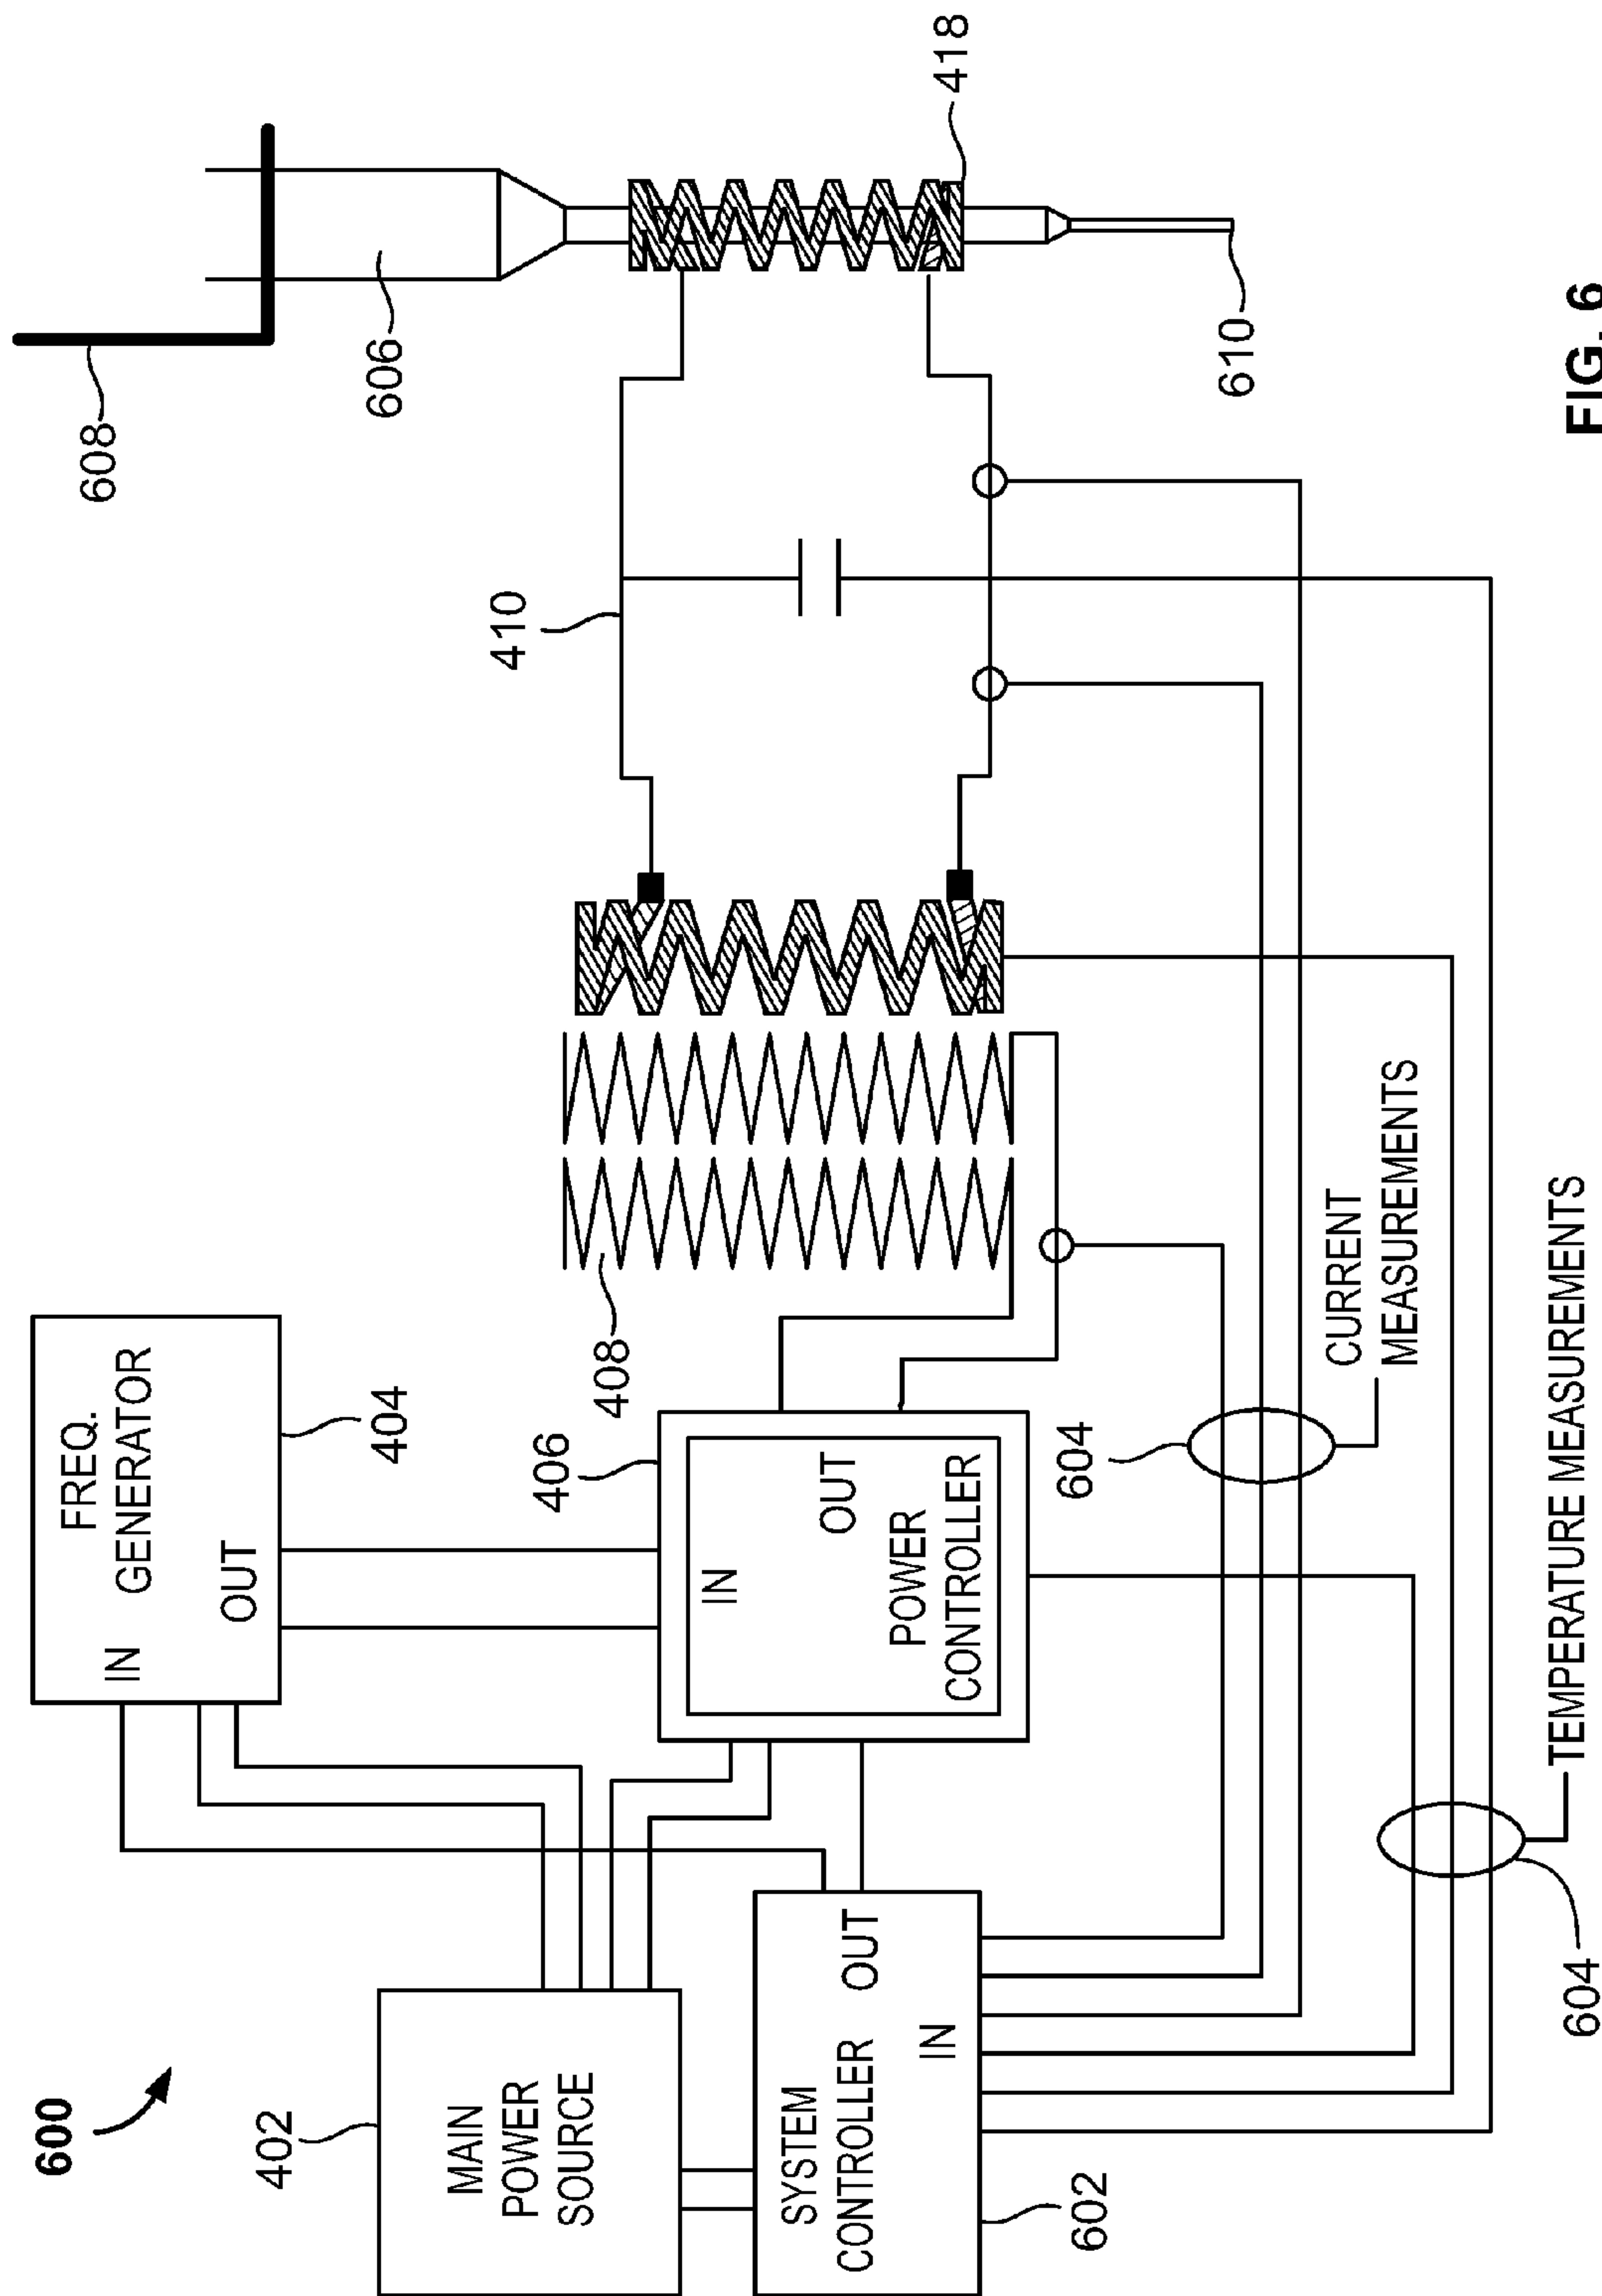 600
402
MAIN
POWER
SOURCE
SYSTEM
CONTROLLER
OUT
IN
602
FREQ.
GENERATOR
IN
OUT
404
406
IN
OUT
POWER
CONTROLLER
408
410
608
606
418
610
604
CURRENT
MEASUREMENTS
604
TEMPERATURE MEASUREMENTS
FIG. 6